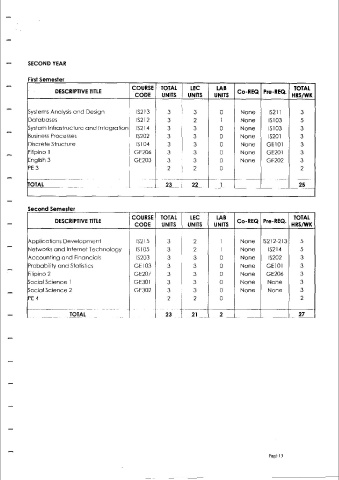 SECOND YEAR
First Semester
DESCRIPTIVE TITLE COURSE CODE TOTAL UNITS LEC UNITS LAB UNITS Co-REQ Pre-REQ. TOTAL HRS/WK
Systems Analysis and Design IS213 3 3 0 None IS211 3
Databases IS212 3 2 1 None IS103 5
System Infrastructure and Integration IS214 3 3 0 None IS103 3
Business Processes IS202 3 3 0 None IS201 3
Discrete Structure IS104 3 3 0 None GE101 3
Filipino 1 GE206 3 3 0 None GE201 3
English 3 GE203 3 3 0 None GE202 3
PE 3 2 2 0 2
TOTAL 23 22 1 25
Second Semester
DESCRIPTIVE TITLE COURSE CODE TOTAL UNITS LEC UNITS LAB UNITS Co-REQ Pre-REQ. TOTAL HRS/WK
Applications Development IS215 3 2 1 None IS212-213 5
Networks and Internet Technology IS105 3 2 1 None IS214 5
Accounting and Financials IS203 3 3 0 None IS202 3
Probability and Statistics GE103 3 3 0 None GE101 3
Filipino 2 GE207 3 3 0 None GE206 3
Social Science 1 GE301 3 3 0 None None 3
Social Science 2 GE302 3 3 0 None None 3
PE 4 2 2 0 2
TOTAL 23 21 2 27
Page 13